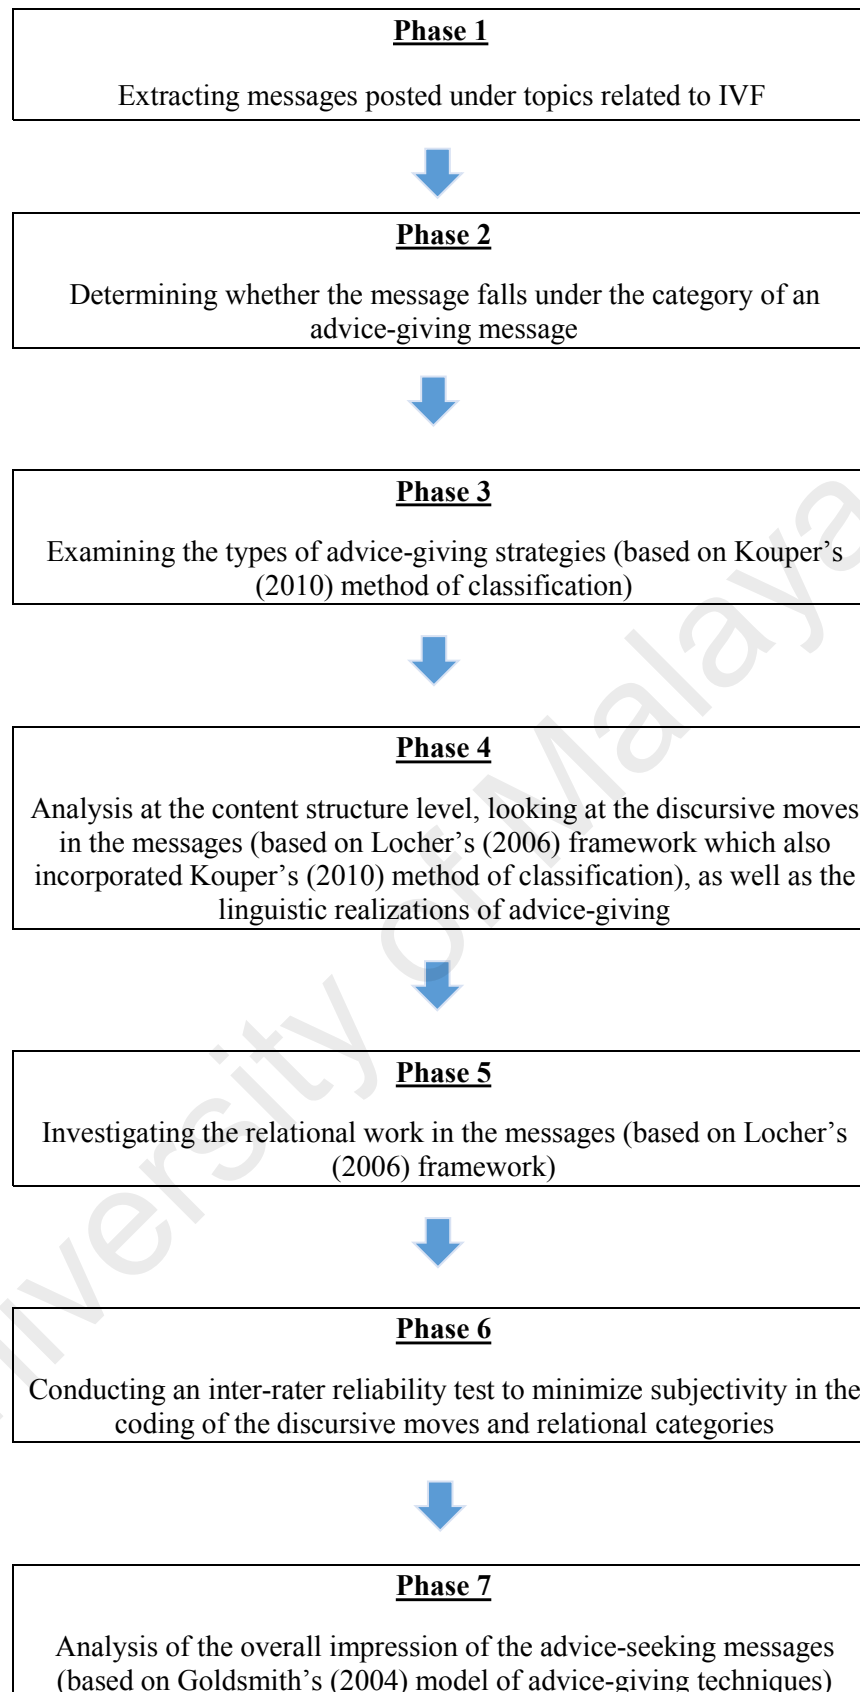 Phase 1
Extracting messages posted under topics related to IVF
Phase 2
Determining whether the message falls under the category of an
advice-giving message
Phase 3
Examining the types of advice-giving strategies (based on Kouper’s
(2010) method of classification)
Phase 4
Analysis at the content structure level, looking at the discursive moves
in the messages (based on Locher’s (2006) framework which also
incorporated Kouper’s (2010) method of classification), as well as the
linguistic realizations of advice-giving
Phase 5
Investigating the relational work in the messages (based on Locher’s
(2006) framework)
Phase 6
Conducting an inter-rater reliability test to minimize subjectivity in the
coding of the discursive moves and relational categories
Phase 7
Analysis of the overall impression of the advice-seeking messages
(based on Goldsmith’s (2004) model of advice-giving techniques)
University of Malaya